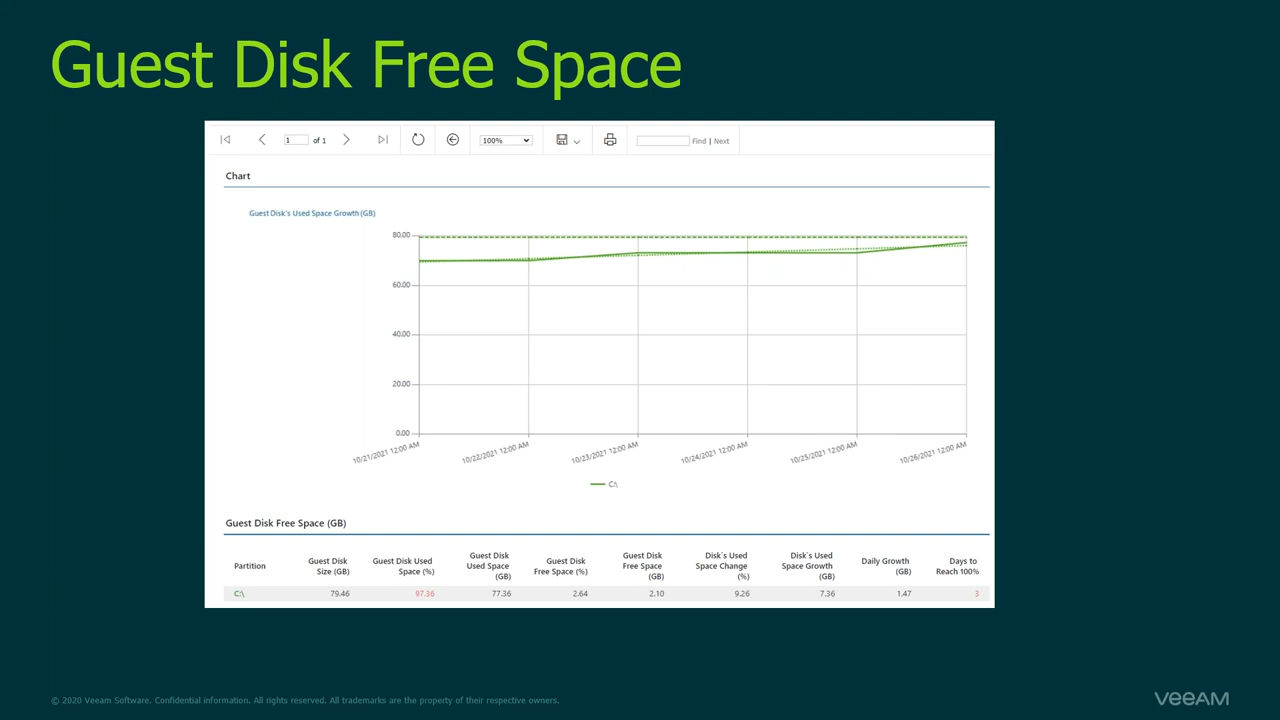 Guest Disk Free Space
1 of 1 100% Find | Next
Chart
Guest Disk's Used Space Growth (GB)
80.00
60.00
40.00
20.00
0.00
10/21/2021 12:00 AM 10/22/2021 12:00 AM 10/23/2021 12:00 AM 10/24/2021 12:00 AM 10/25/2021 12:00 AM 10/26/2021 12:00 AM
C:\
Guest Disk Free Space (GB)
Partition
Guest Disk
Size (GB)
Guest Disk Used
Space (%)
Guest Disk
Used Space
(GB)
Guest Disk
Free Space (%)
Guest Disk
Free Space
(GB)
Disk`s Used
Space Change
(%)
Disk`s Used
Space Growth
(GB)
Daily Growth
(GB)
Days to
Reach 100%
C:\ 79.46 97.36 77.36 2.64 2.10 9.26 7.36 1.47 3
© 2020 Veeam Software. Confidential information. All rights reserved. All trademarks are the property of their respective owners.
veeAM